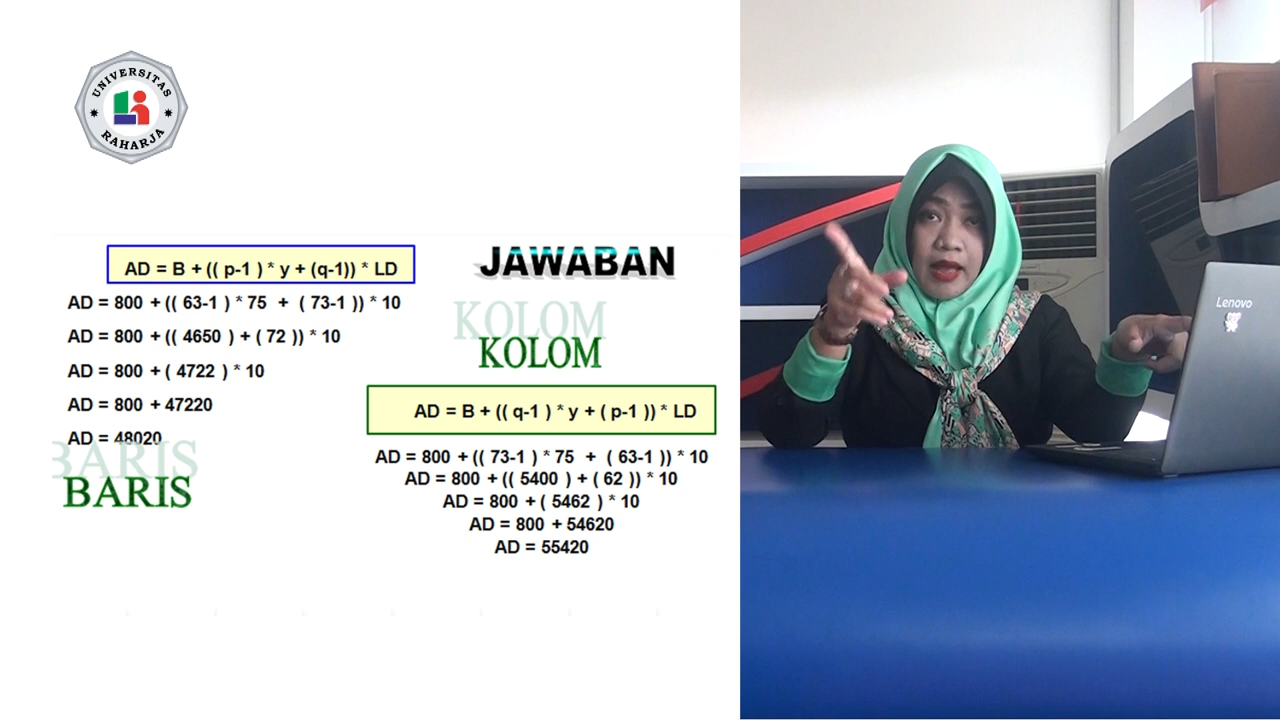 UNIVERSITAS
RAHARJA
AD = B + (( p-1 ) * y + (q-1)) * LD
AD = 800 + (( 63-1 ) * 75 + ( 73-1 )) * 10
AD = 800 + (( 4650 ) + ( 72 )) * 10
AD = 800 + ( 4722 ) * 10
AD = 800 + 47220
AD = 48020
BARIS
BARIS
JAWABAN
KOLOM
KOLOM
AD = B + (( q-1 ) * y + ( p-1 )) * LD
AD = 800 + (( 73-1 ) * 75 + ( 63-1 )) * 10
AD = 800 + (( 5400 ) + ( 62 )) * 10
AD = 800 + ( 5462 ) * 10
AD = 800 + 54620
AD = 55420
Lenovo